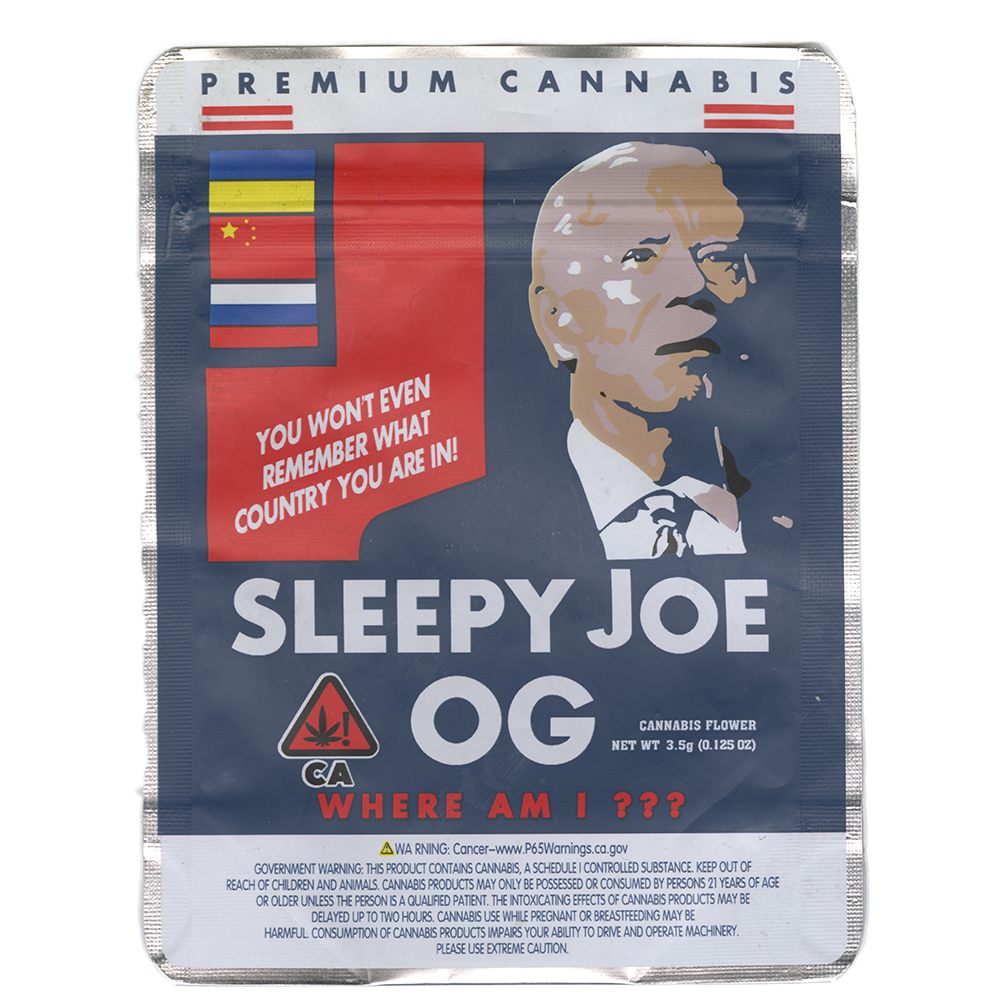 PREMIUM CANNABIS
YOU WON'T EVEN
REMEMBER WHAT
COUNTRY YOU ARE IN!
SLEEPY JOE
OG
CANNABIS FLOWER
NET WT 3.5g (0.125 OZ)
!
CA
WHERE AM I ???
! WA RNING: Cancer–www.P65Warnings.ca.gov
GOVERNMENT WARNING: THIS PRODUCT CONTAINS CANNABIS, A SCHEDULE I CONTROLLED SUBSTANCE. KEEP OUT OF
REACH OF CHILDREN AND ANIMALS. CANNABIS PRODUCTS MAY ONLY BE POSSESSED OR CONSUMED BY PERSONS 21 YEARS OF AGE
OR OLDER UNLESS THE PERSON IS A QUALIFIED PATIENT. THE INTOXICATING EFFECTS OF CANNABIS PRODUCTS MAY BE
DELAYED UP TO TWO HOURS. CANNABIS USE WHILE PREGNANT OR BREASTFEEDING MAY BE
HARMFUL. CONSUMPTION OF CANNABIS PRODUCTS IMPAIRS YOUR ABILITY TO DRIVE AND OPERATE MACHINERY.
PLEASE USE EXTREME CAUTION.